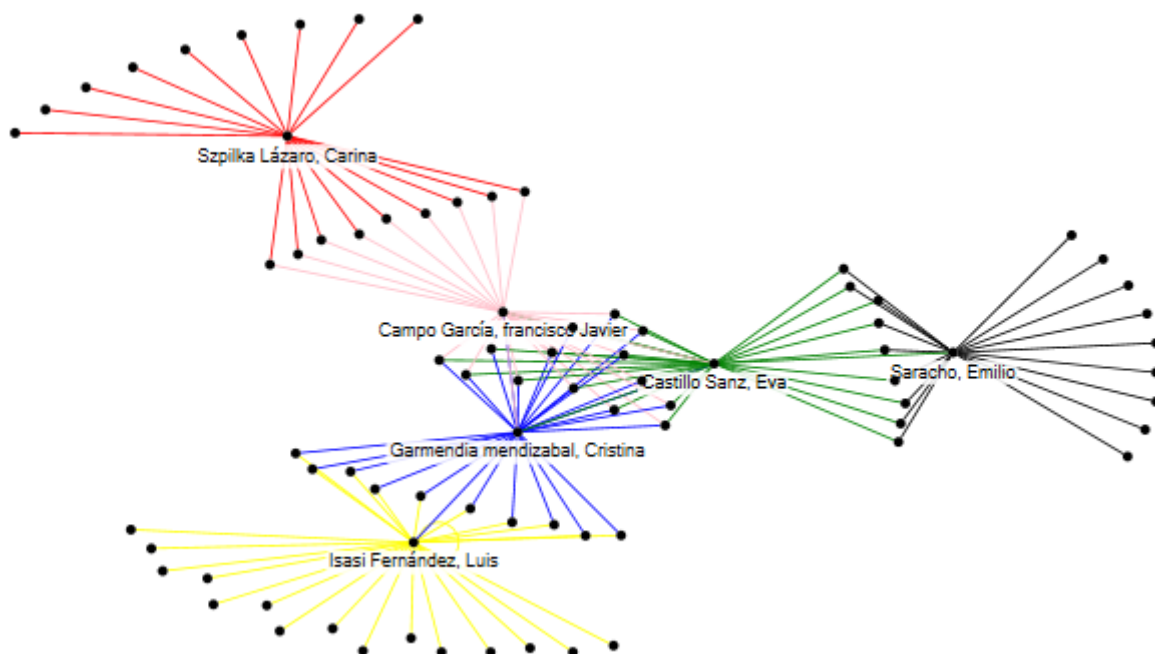 Szpilka Lázaro, Carina
Campo García, francisco Javier
Castillo Sanz, Eva
Saracho, Emilio
Garmendia mendizabal, Cristina
Isasi Fernández, Luis